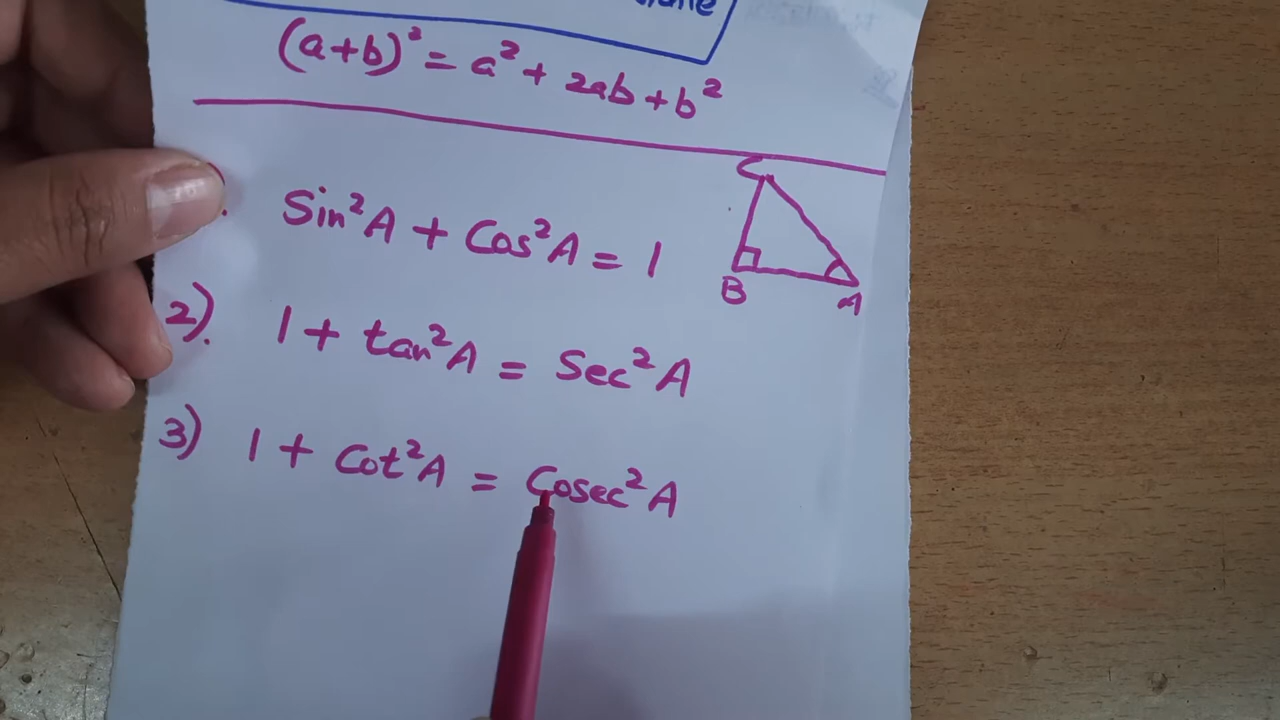 (a+b)² = a² + 2ab + b²
Sin²A + Cos²A = 1
C
B
A
2). 1 + tan²A = Sec²A
3) 1 + Cot²A = Cosec²A